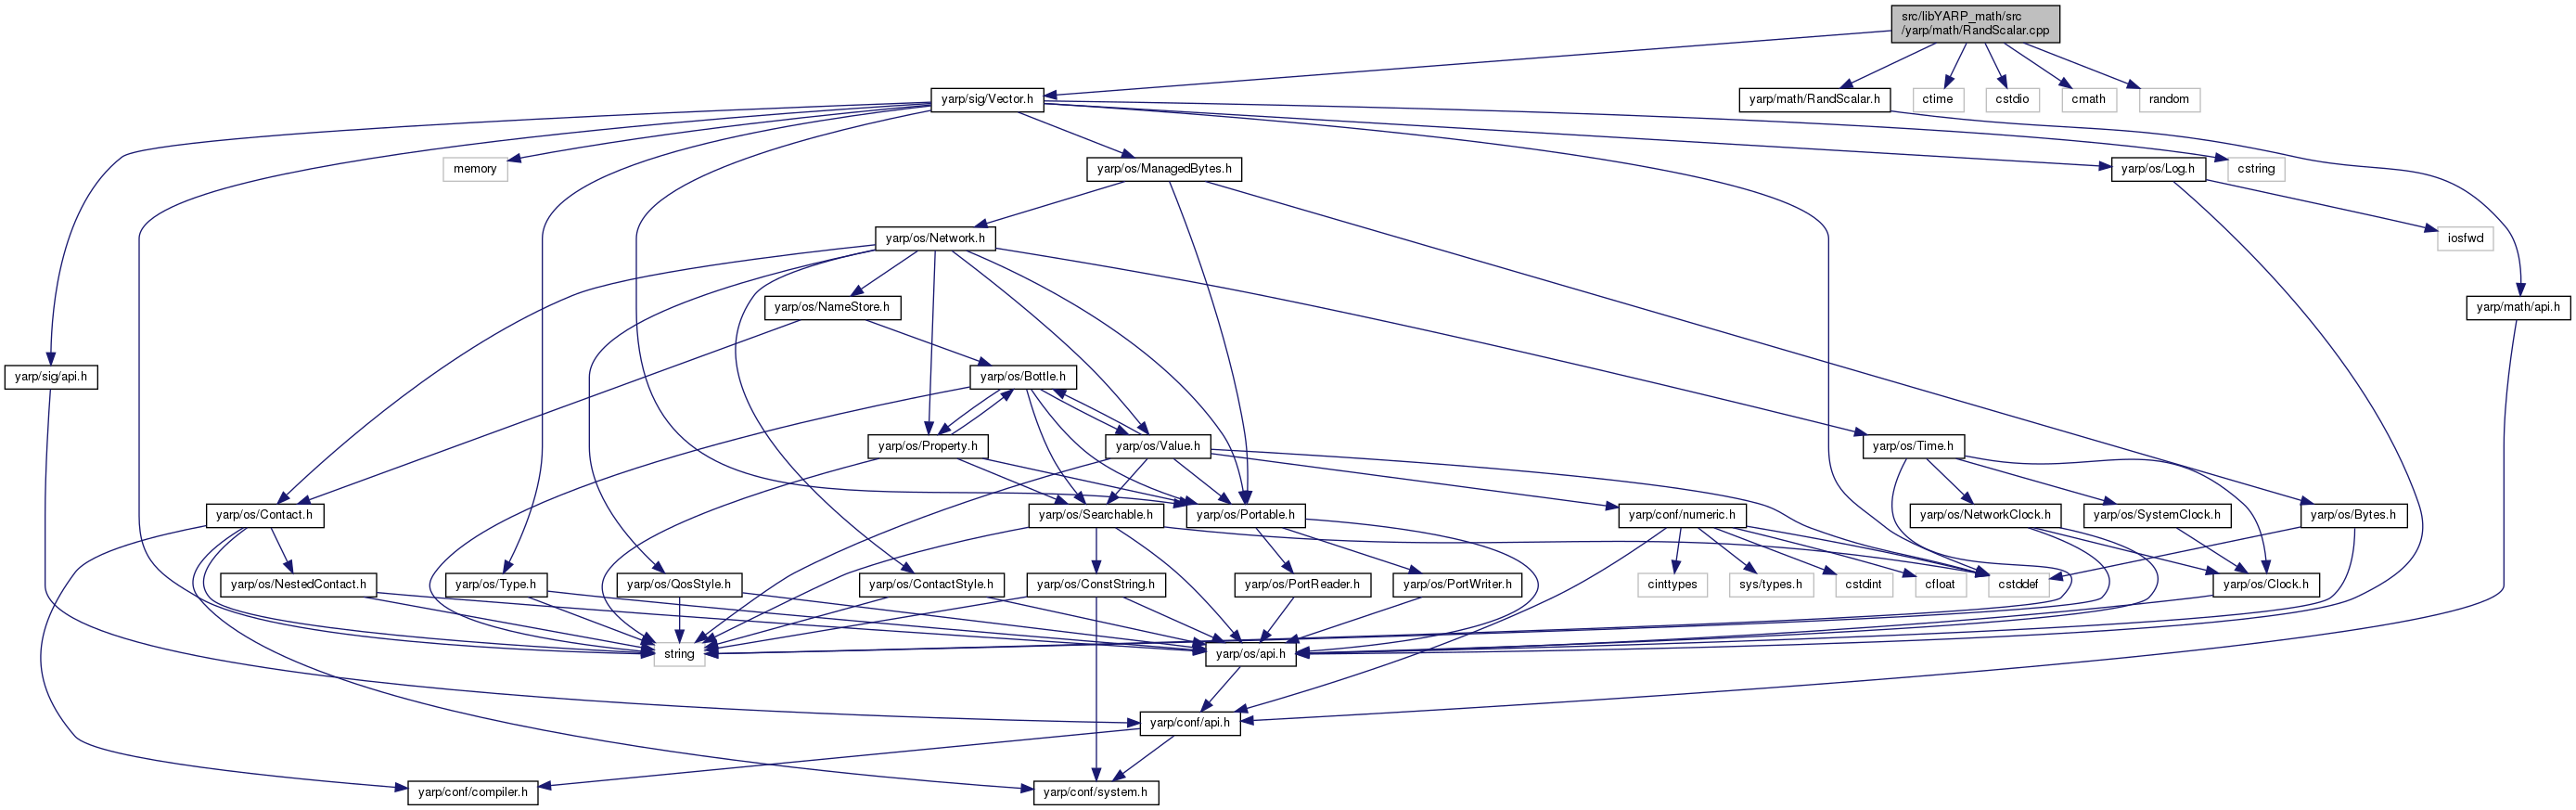 src/libYARP_math/src
/yarp/math/RandScalar.cpp
yarp/sig/Vector.h
yarp/math/RandScalar.h
ctime
cstdio
cmath
random
memory
yarp/os/ManagedBytes.h
yarp/os/Log.h
cstring
yarp/os/Network.h
iosfwd
yarp/os/NameStore.h
yarp/math/api.h
yarp/sig/api.h
yarp/os/Bottle.h
yarp/os/Property.h
yarp/os/Value.h
yarp/os/Time.h
yarp/os/Contact.h
yarp/os/Searchable.h
yarp/os/Portable.h
yarp/conf/numeric.h
yarp/os/NetworkClock.h
yarp/os/SystemClock.h
yarp/os/Bytes.h
yarp/os/NestedContact.h
yarp/os/Type.h
yarp/os/QosStyle.h
yarp/os/ContactStyle.h
yarp/os/ConstString.h
yarp/os/PortReader.h
yarp/os/PortWriter.h
cinttypes
sys/types.h
cstdint
cfloat
cstddef
yarp/os/Clock.h
string
yarp/os/api.h
yarp/conf/api.h
yarp/conf/compiler.h
yarp/conf/system.h